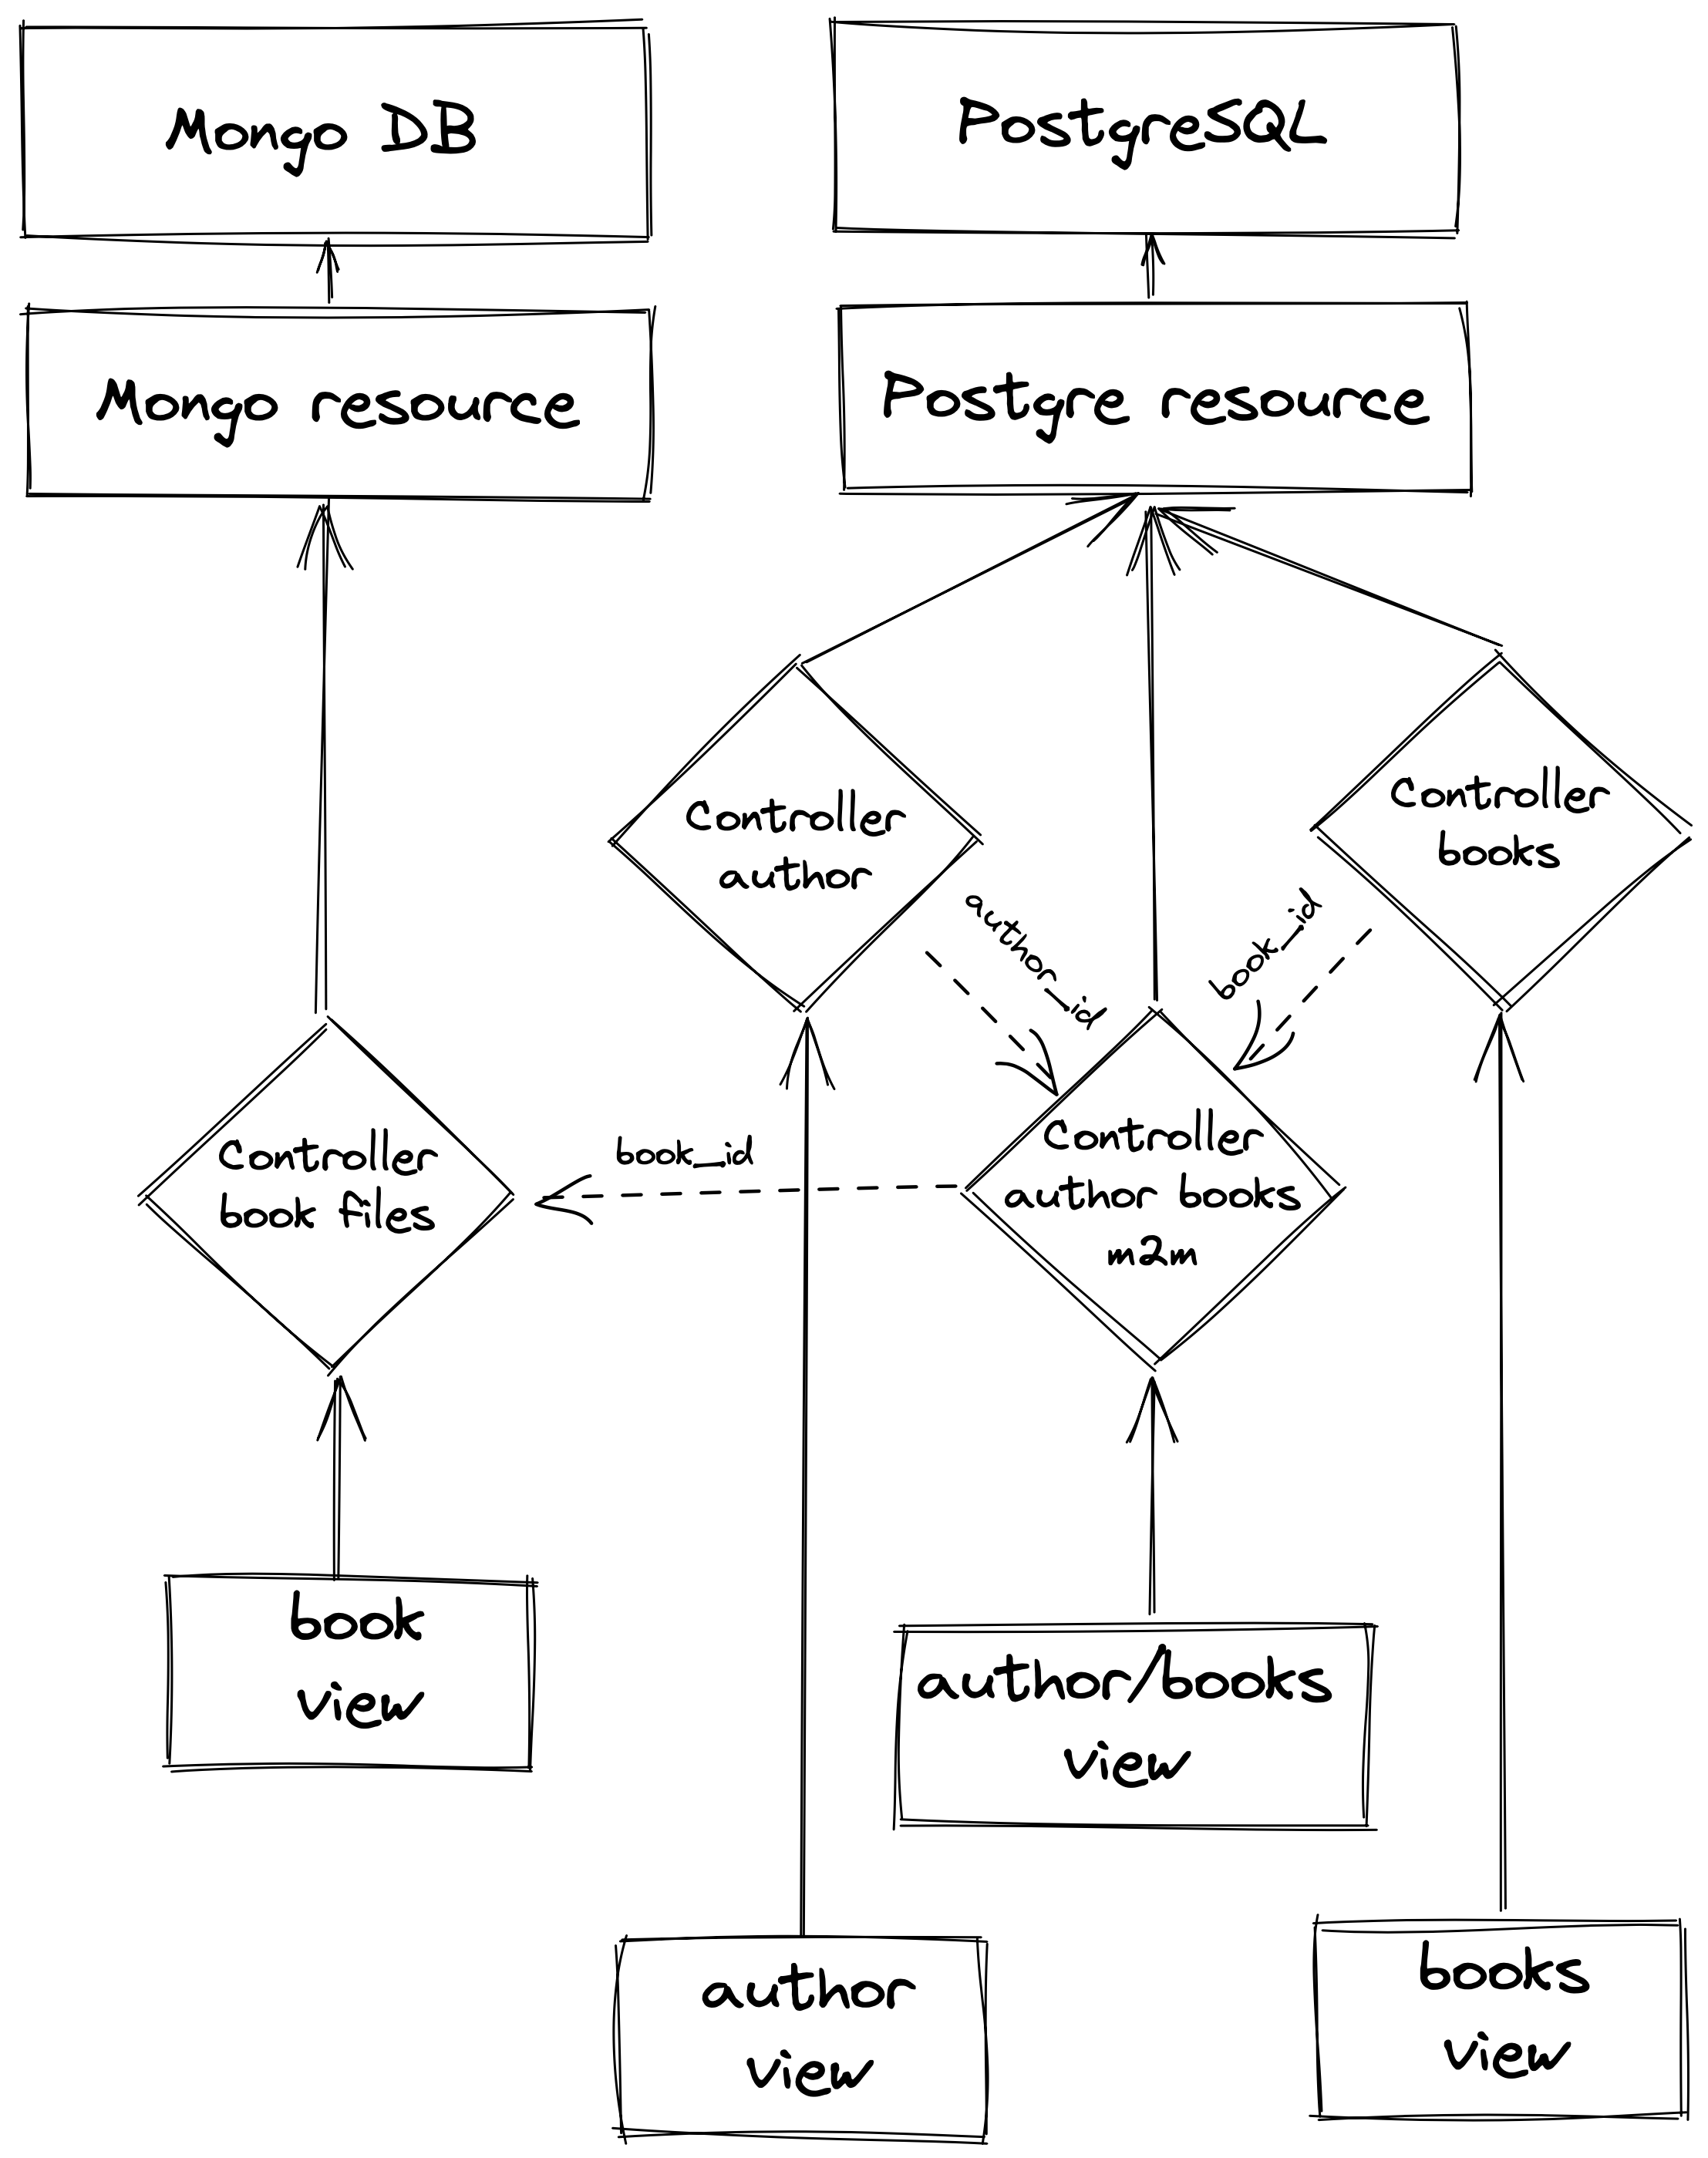 Mongo DB
PostgreSQL
Mongo resource
Postgre resource
Controller
author
Controller
books
author_id
book_id
Controller
book files
book_id
Controller
author books
m2m
book
view
author/books
view
author
view
books
view